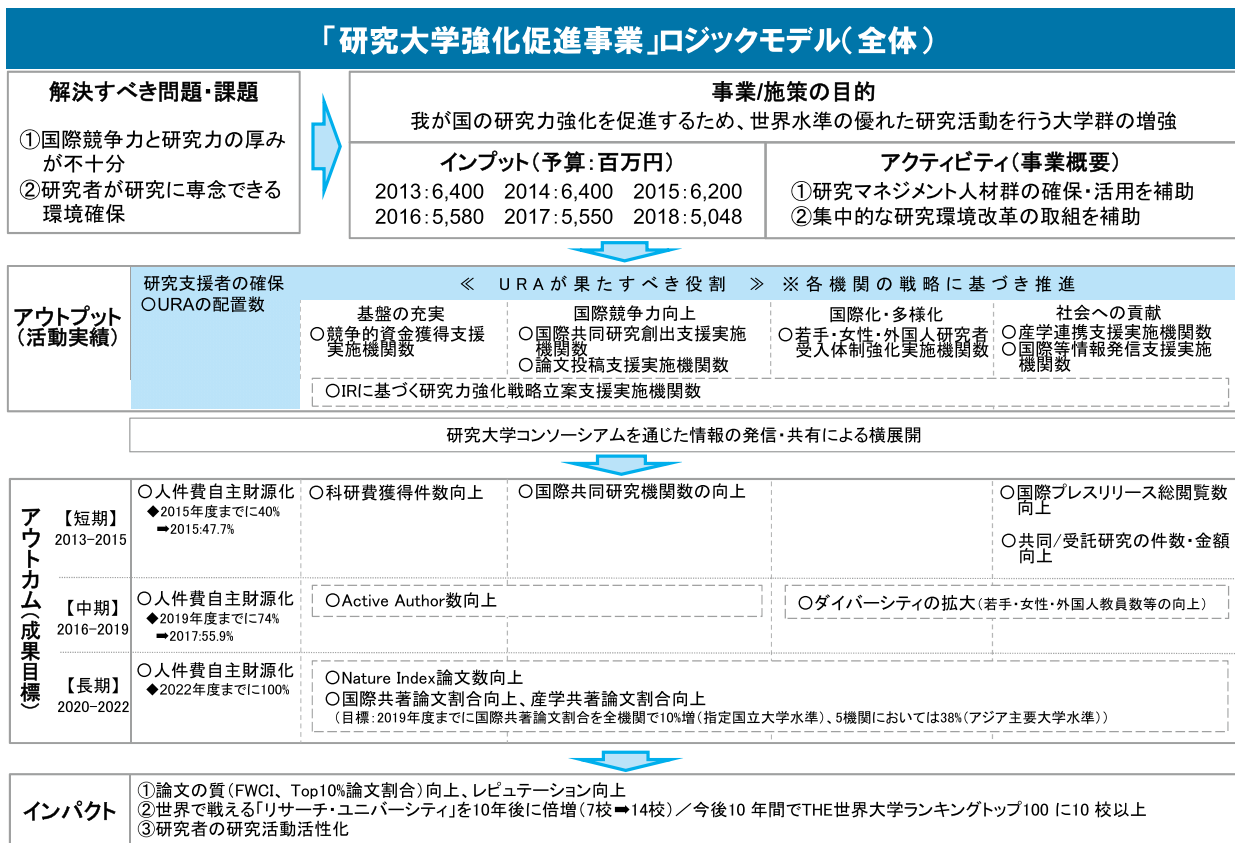 「研究大学強化促進事業」ロジックモデル(全体)
解決すべき問題・課題
①国際競争力と研究力の厚み
が不十分
②研究者が研究に専念できる
環境確保
事業/施策の目的
我が国の研究力強化を促進するため、世界水準の優れた研究活動を行う大学群の増強
インプット(予算:百万円)
2013:6,400 2014:6,400 2015:6,200
2016:5,580 2017:5,550 2018:5,048
アクティビティ(事業概要)
①研究マネジメント人材群の確保・活用を補助
②集中的な研究環境改革の取組を補助
アウトプット
(活動実績)
研究支援者の確保
○URAの配置数
≪ URAが果たすべき役割 ≫ ※各機関の戦略に基づき推進
基盤の充実
○競争的資金獲得支援
実施機関数
国際競争力向上
○国際共同研究創出支援実施
機関数
○論文投稿支援実施機関数
国際化・多様化
○若手・女性・外国人研究者
受入体制強化実施機関数
社会への貢献
○産学連携支援実施機関数
○国際等情報発信支援実施
機関数
○IRに基づく研究力強化戦略立案支援実施機関数
研究大学コンソーシアムを通じた情報の発信・共有による横展開
アウトカム(成果目標)
【短期】
2013-2015
○人件費自主財源化
◆2015年度までに40%
➡2015:47.7%
○科研費獲得件数向上
○国際共同研究機関数の向上
○国際プレスリリース総閲覧数
向上
○共同/受託研究の件数・金額
向上
【中期】
2016-2019
○人件費自主財源化
◆2019年度までに74%
➡2017:55.9%
○Active Author数向上
○ダイバーシティの拡大(若手・女性・外国人教員数等の向上)
【長期】
2020-2022
○人件費自主財源化
◆2022年度までに100%
○Nature Index論文数向上
○国際共著論文割合向上、産学共著論文割合向上
(目標:2019年度までに国際共著論文割合を全機関で10%増(指定国立大学水準)、5機関においては38%(アジア主要大学水準))
インパクト
①論文の質(FWCI、Top10%論文割合)向上、レピュテーション向上
②世界で戦える「リサーチ・ユニバーシティ」を10年後に倍増(7校➡14校)/今後10 年間でTHE世界大学ランキングトップ100 に10 校以上
③研究者の研究活動活性化